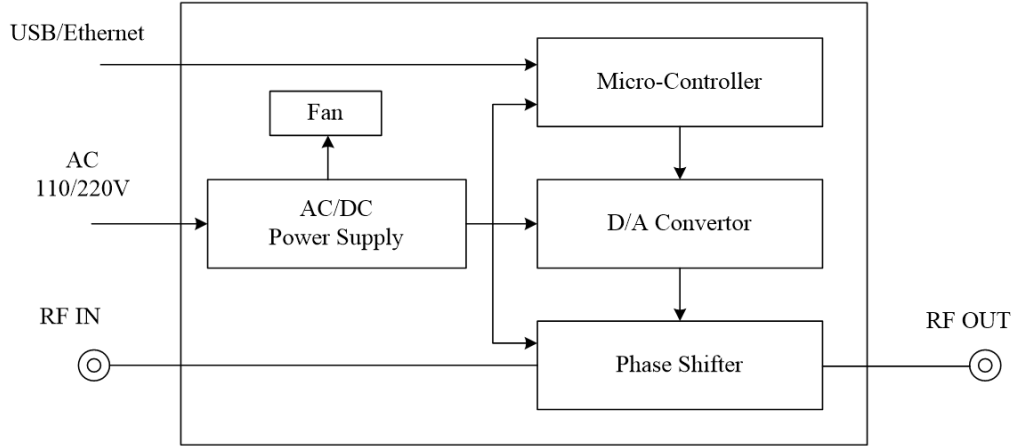 USB/Ethernet
Micro-Controller
Fan
AC
110/220V
AC/DC
Power Supply
D/A Convertor
RF IN
Phase Shifter
RF OUT